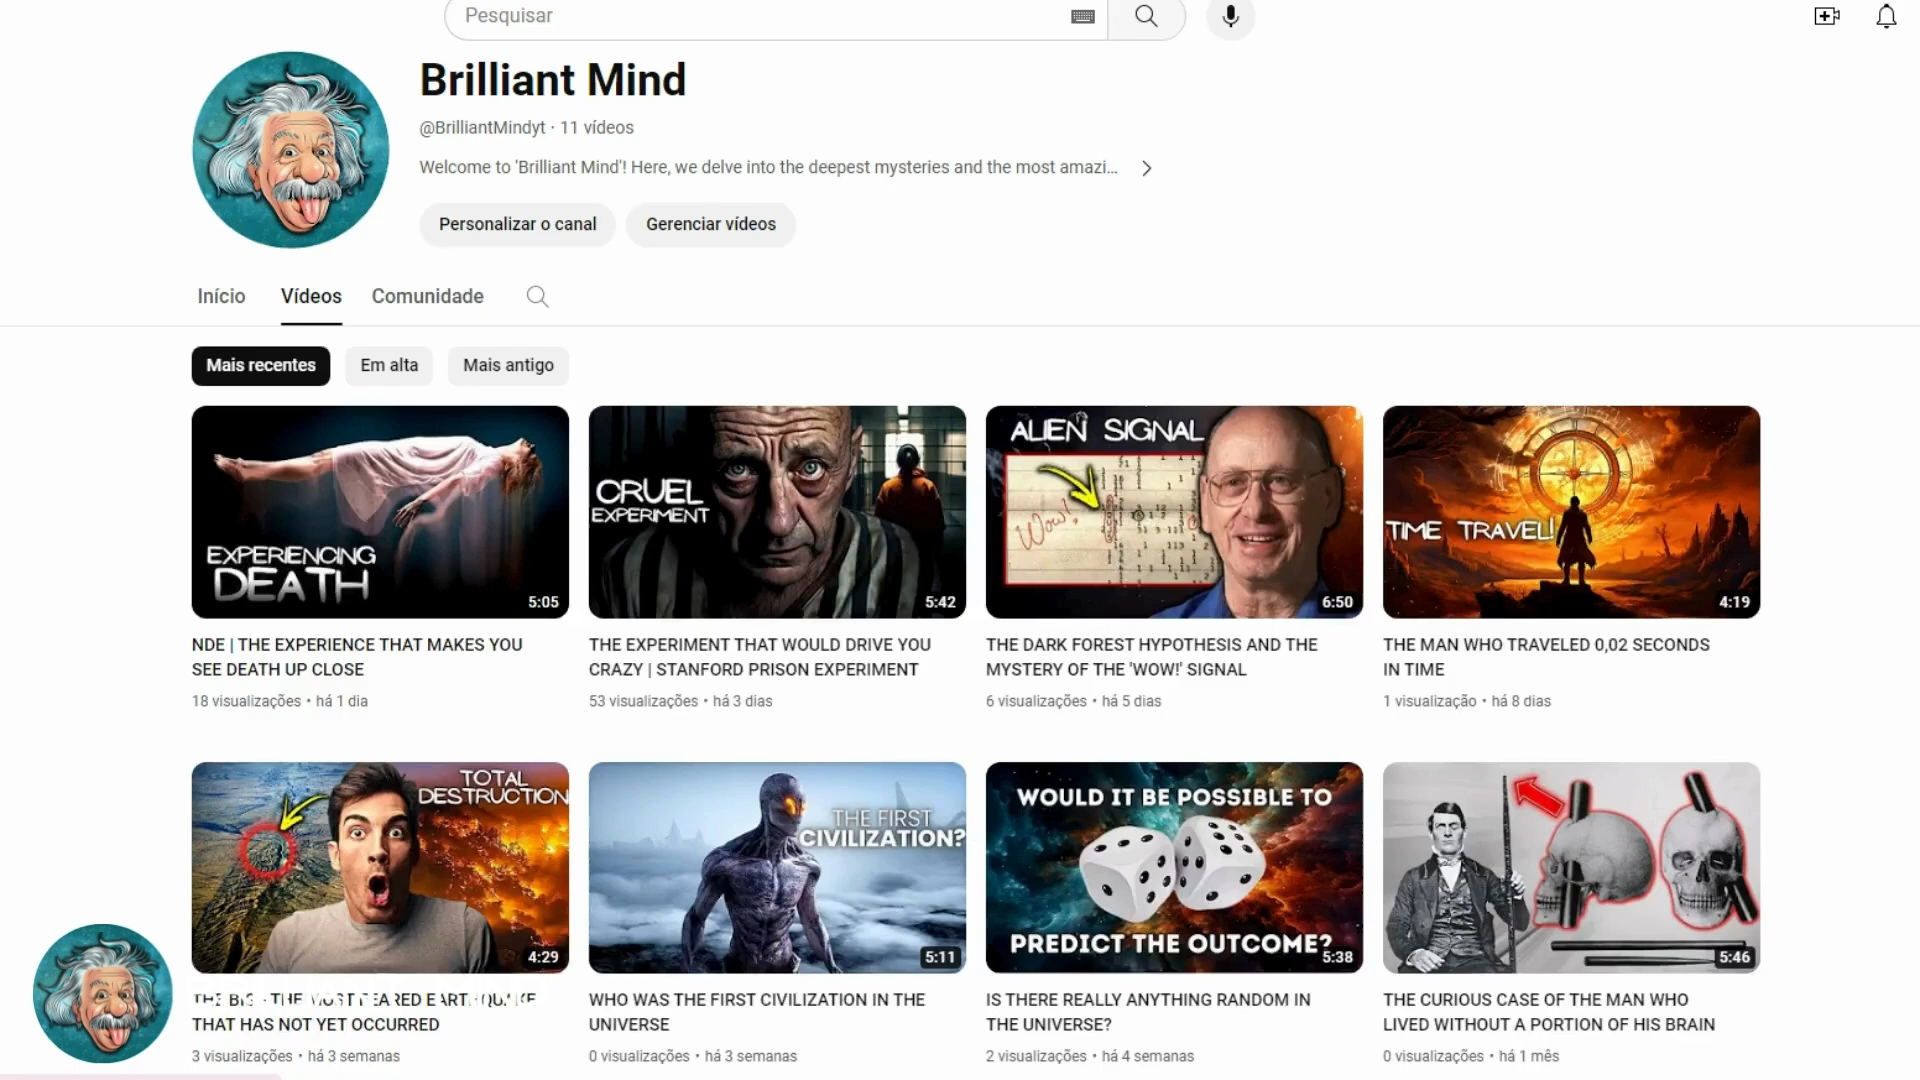 Pesquisar
Brilliant Mind
@BrilliantMindyt · 11 vídeos
Welcome to 'Brilliant Mind'! Here, we delve into the deepest mysteries and the most amazi...
Personalizar o canal
Gerenciar vídeos
Início
Vídeos
Comunidade
Mais recentes
Em alta
Mais antigo
EXPERIENCING
DEATH
5:05
CRUEL
EXPERIMENT
5:42
ALIEN SIGNAL
Wow!
6:50
TIME TRAVEL!
4:19
NDE | THE EXPERIENCE THAT MAKES YOU
SEE DEATH UP CLOSE
18 visualizações • há 1 dia
THE EXPERIMENT THAT WOULD DRIVE YOU
CRAZY | STANFORD PRISON EXPERIMENT
53 visualizações • há 3 dias
THE DARK FOREST HYPOTHESIS AND THE
MYSTERY OF THE 'WOW!' SIGNAL
6 visualizações • há 5 dias
THE MAN WHO TRAVELED 0,02 SECONDS
IN TIME
1 visualização • há 8 dias
TOTAL
DESTRUCTION
4:29
THE FIRST
CIVILIZATION?
5:11
WOULD IT BE POSSIBLE TO
PREDICT THE OUTCOME?
5:38
5:46
THE BIG - THE MOST FEARED EARTHQUAKE
THAT HAS NOT YET OCCURRED
3 visualizações • há 3 semanas
WHO WAS THE FIRST CIVILIZATION IN THE
UNIVERSE
0 visualizações • há 3 semanas
IS THERE REALLY ANYTHING RANDOM IN
THE UNIVERSE?
2 visualizações • há 4 semanas
THE CURIOUS CASE OF THE MAN WHO
LIVED WITHOUT A PORTION OF HIS BRAIN
0 visualizações • há 1 mês